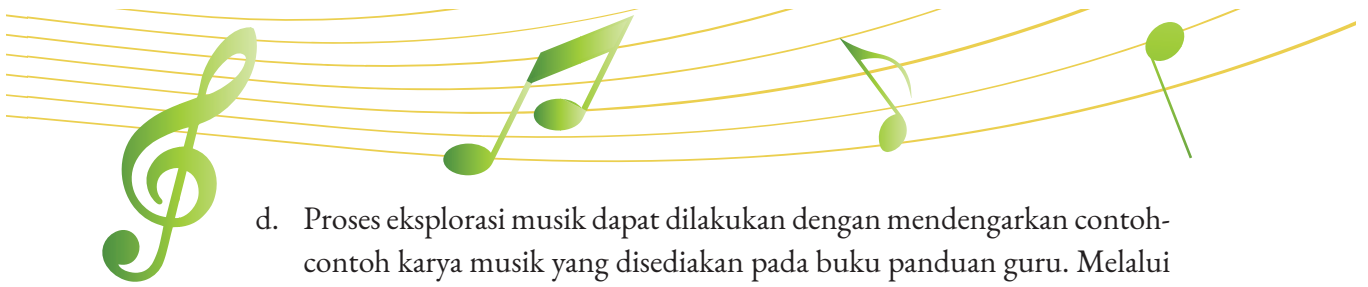 d. Proses eksplorasi musik dapat dilakukan dengan mendengarkan contoh-
contoh karya musik yang disediakan pada buku panduan guru. Melalui